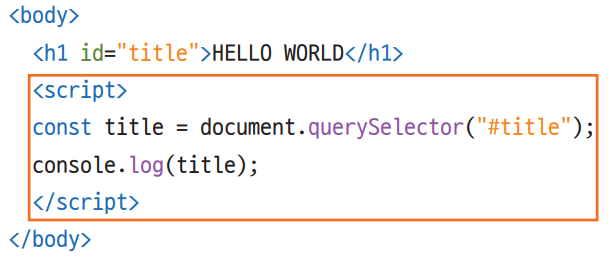 <body>
<h1 id="title">HELLO WORLD</h1>
<script>
const title = document.querySelector("#title");
console.log(title);
</script>
</body>